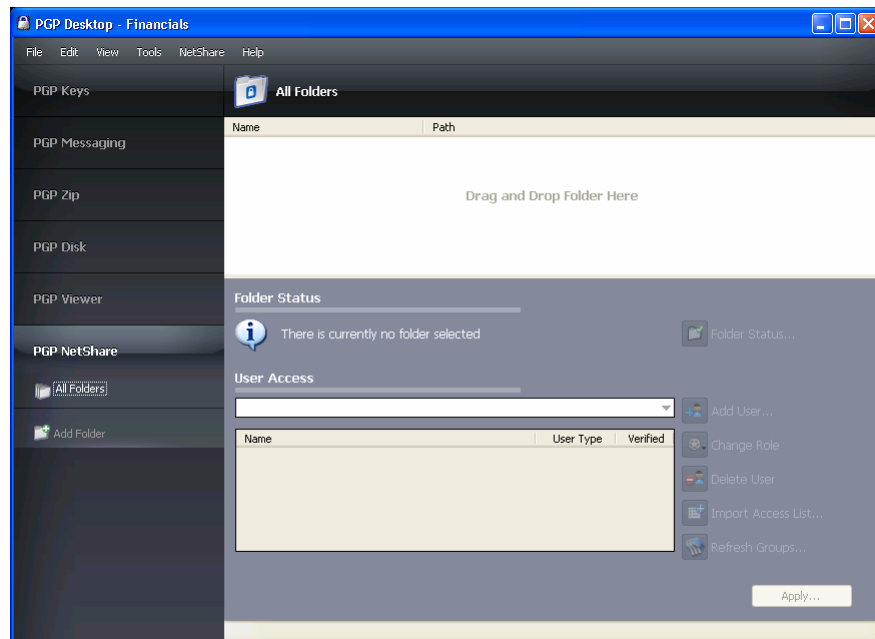 PGP Desktop - Financials
File Edit View Tools NetShare Help
PGP Keys
All Folders
Name Path
PGP Messaging
PGP Zip
Drag and Drop Folder Here
PGP Disk
PGP Viewer
Folder Status
There is currently no folder selected
Folder Status...
PGP NetShare
User Access
All Folders
Add User...
Add Folder
Name User Type Verified
Change Role
Delete User
Import Access List...
Refresh Groups...
Apply...